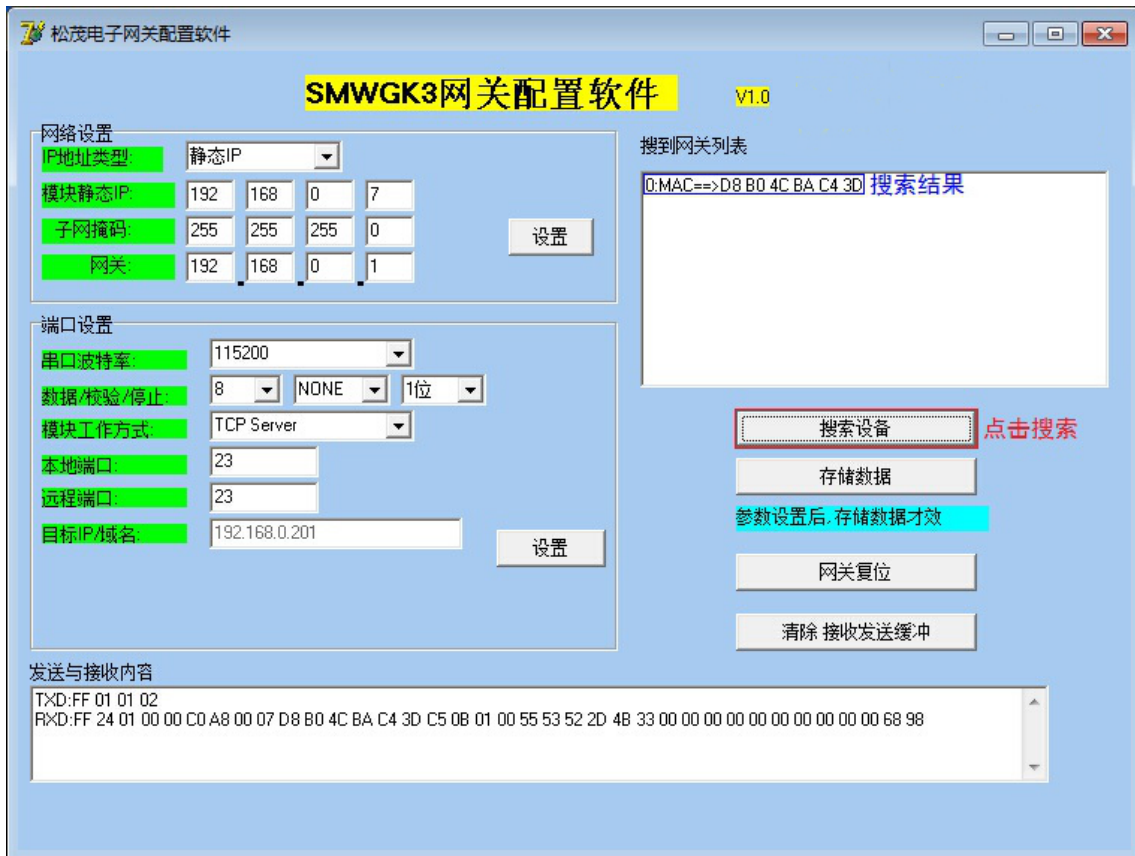 松茂电子网关配置软件
SMWGK3网关配置软件
V1.0
网络设置
IP地址类型:
静态IP
模块静态IP:
192 168 0 7
子网掩码:
255 255 255 0
网关:
192 168 0 1
设置
端口设置
串口波特率:
115200
数据/校验/停止:
8 NONE 1位
模块工作方式:
TCP Server
本地端口:
23
远程端口:
23
目标IP/域名:
192.168.0.201
设置
搜到网关列表
0:MAC==>D8 B0 4C BA C4 3D 搜索结果
搜索设备 点击搜索
存储数据
参数设置后,存储数据才效
网关复位
清除 接收发送缓冲
发送与接收内容
TXD:FF 01 01 02
RXD:FF 24 01 00 00 C0 A8 00 07 D8 B0 4C BA C4 3D C5 0B 01 00 55 53 52 2D 4B 33 00 00 00 00 00 00 00 00 00 00 68 98